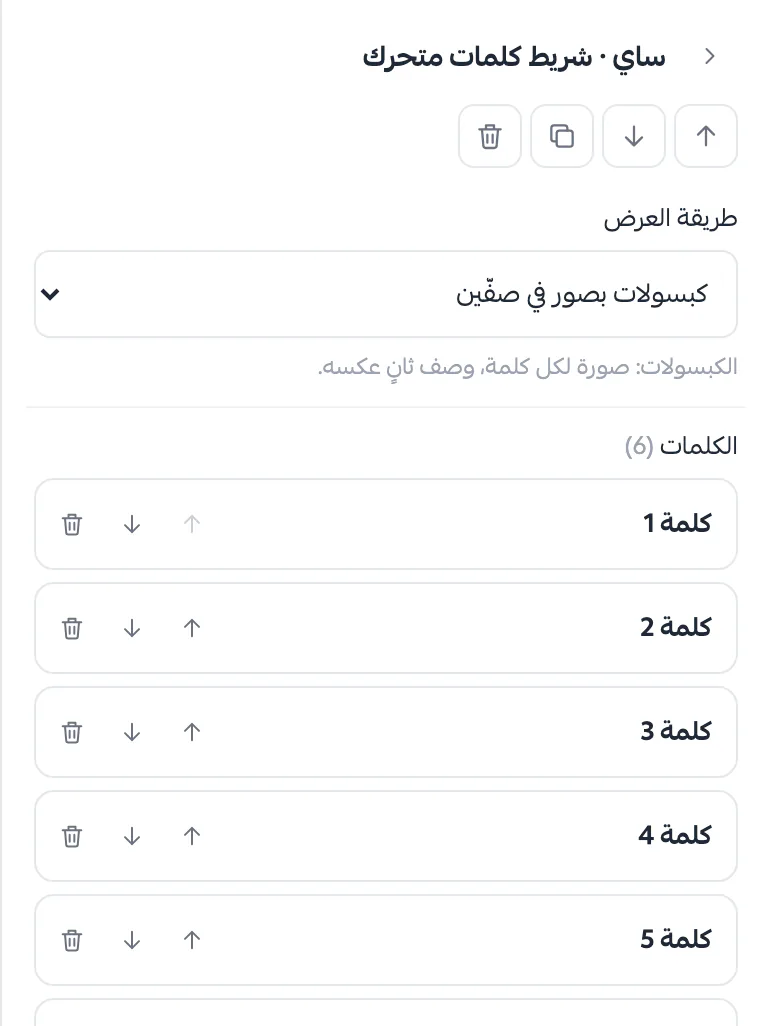 ساي · شريط كلمات متحرك
طريقة العرض
كبسولات بصور في صفّين
الكبسولات: صورة لكل كلمة، وصف ثانٍ عكسه.
الكلمات (6)
كلمة 1
كلمة 2
كلمة 3
كلمة 4
كلمة 5